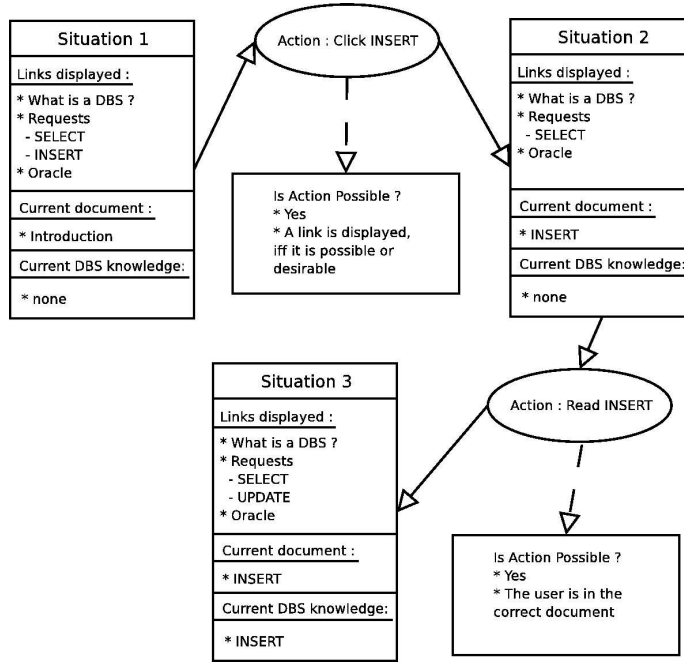 Situation 1
Links displayed :
* What is a DBS ?
* Requests
- SELECT
- INSERT
* Oracle
Current document :
* Introduction
Current DBS knowledge:
* none
Action : Click INSERT
Is Action Possible ?
* Yes
* A link is displayed,
iff it is possible or
desirable
Situation 2
Links displayed :
* What is a DBS ?
* Requests
- SELECT
* Oracle
Current document :
* INSERT
Current DBS knowledge:
* none
Action : Read INSERT
Is Action Possible ?
* Yes
* The user is in the
correct document
Situation 3
Links displayed :
* What is a DBS ?
* Requests
- SELECT
- UPDATE
* Oracle
Current document :
* INSERT
Current DBS knowledge:
* INSERT